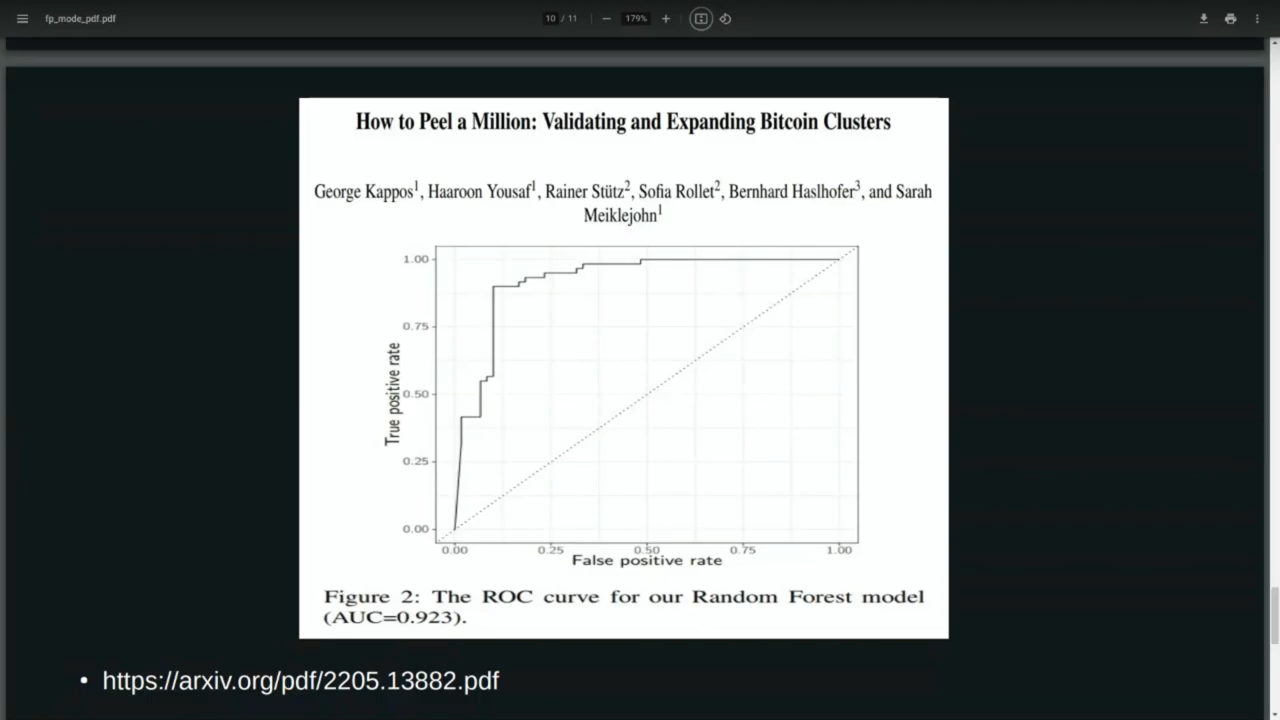 fp_mode_pdf.pdf
10 / 11
179%
How to Peel a Million: Validating and Expanding Bitcoin Clusters
George Kappos1, Haaroon Yousaf1, Rainer Stütz2, Sofia Rollet2, Bernhard Haslhofer3, and Sarah
Meiklejohn1
1.00
0.75
0.50
0.25
0.00
True positive rate
0.00 0.25 0.50 0.75 1.00
False positive rate
Figure 2: The ROC curve for our Random Forest model
(AUC=0.923).
• https://arxiv.org/pdf/2205.13882.pdf